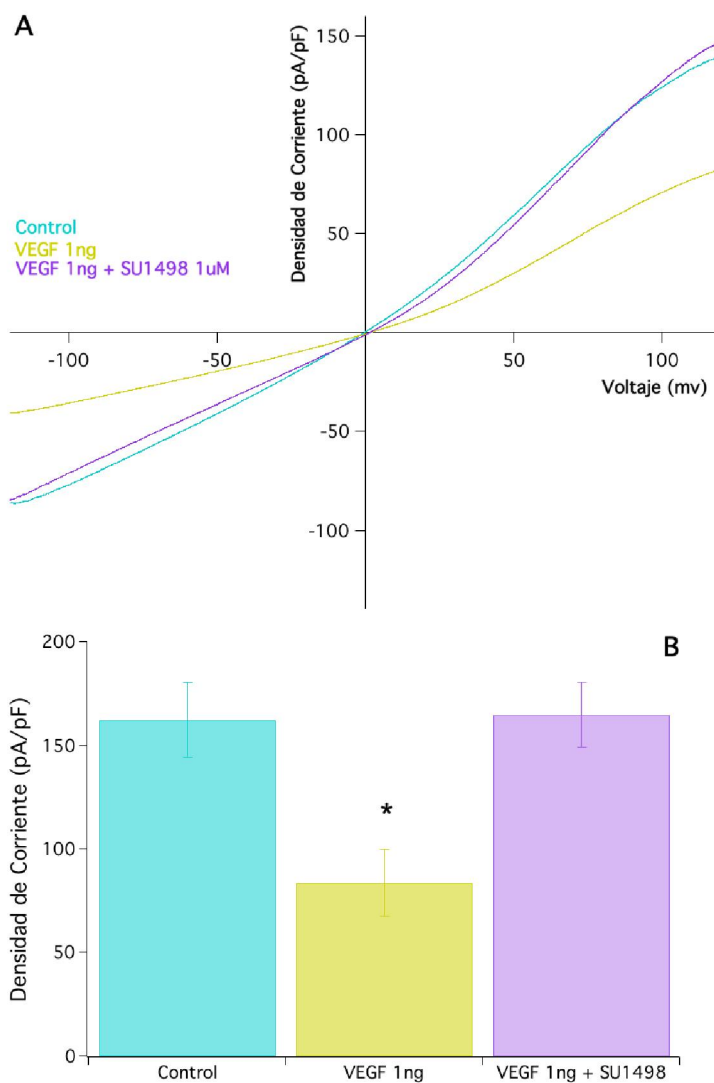 A
Densidad de Corriente (pA/pF)
150
100
50
Control
VEGF 1ng
VEGF 1ng + SU1498 1uM
-100
-50
50
100
Voltaje (mv)
-50
-100
B
Densidad de Corriente (pA/pF)
200
150
100
50
0
*
Control
VEGF 1ng
VEGF 1ng + SU1498